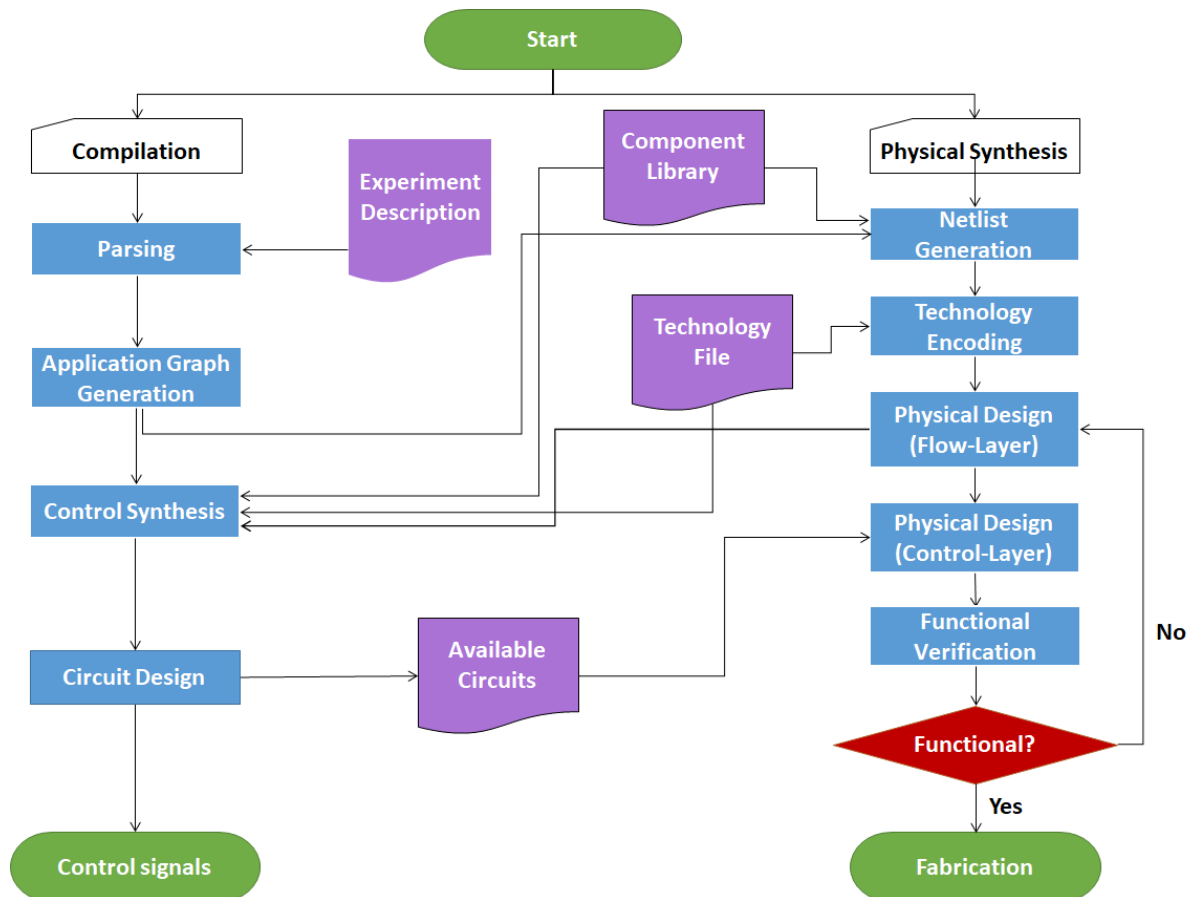 Start
Compilation
Experiment
Description
Component
Library
Physical Synthesis
Parsing
Netlist
Generation
Application Graph
Generation
Technology
File
Technology
Encoding
Physical Design
(Flow-Layer)
Control Synthesis
Physical Design
(Control-Layer)
Circuit Design
Available
Circuits
Functional
Verification
No
Functional?
Yes
Control signals
Fabrication